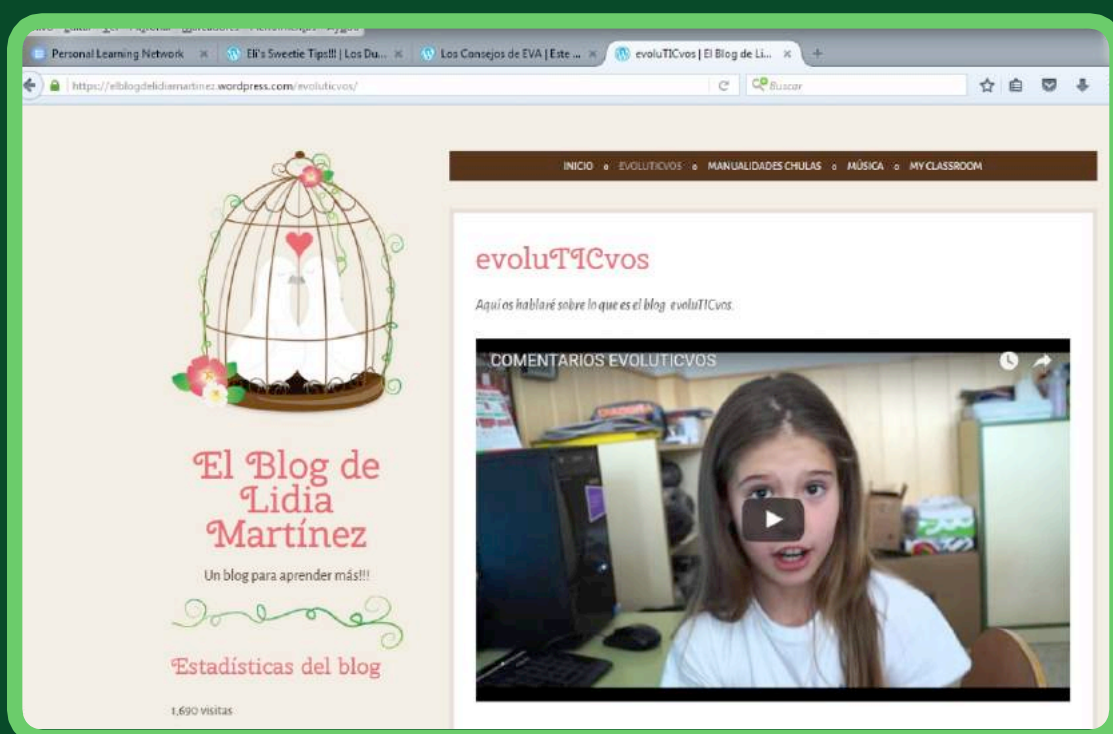 Personal Learning Network
Eli's Sweetie Tips!!! | Los Du...
Los Consejos de EVA | Este ...
evoluTICvos | El Blog de Li...
https://elblogdelidiamartinez.wordpress.com/evoluticvos/
Buscar
INICIO o EVOLUTICVOS o MANUALIDADES CHULAS o MÚSICA o MY CLASSROOM
evoluTICvos
Aquí os hablaré sobre lo que es el blog evoluTICvos.
COMENTARIOS EVOLUTICVOS
El Blog de
Lidia
Martínez
Un blog para aprender más!!!
Estadísticas del blog
1,690 visitas